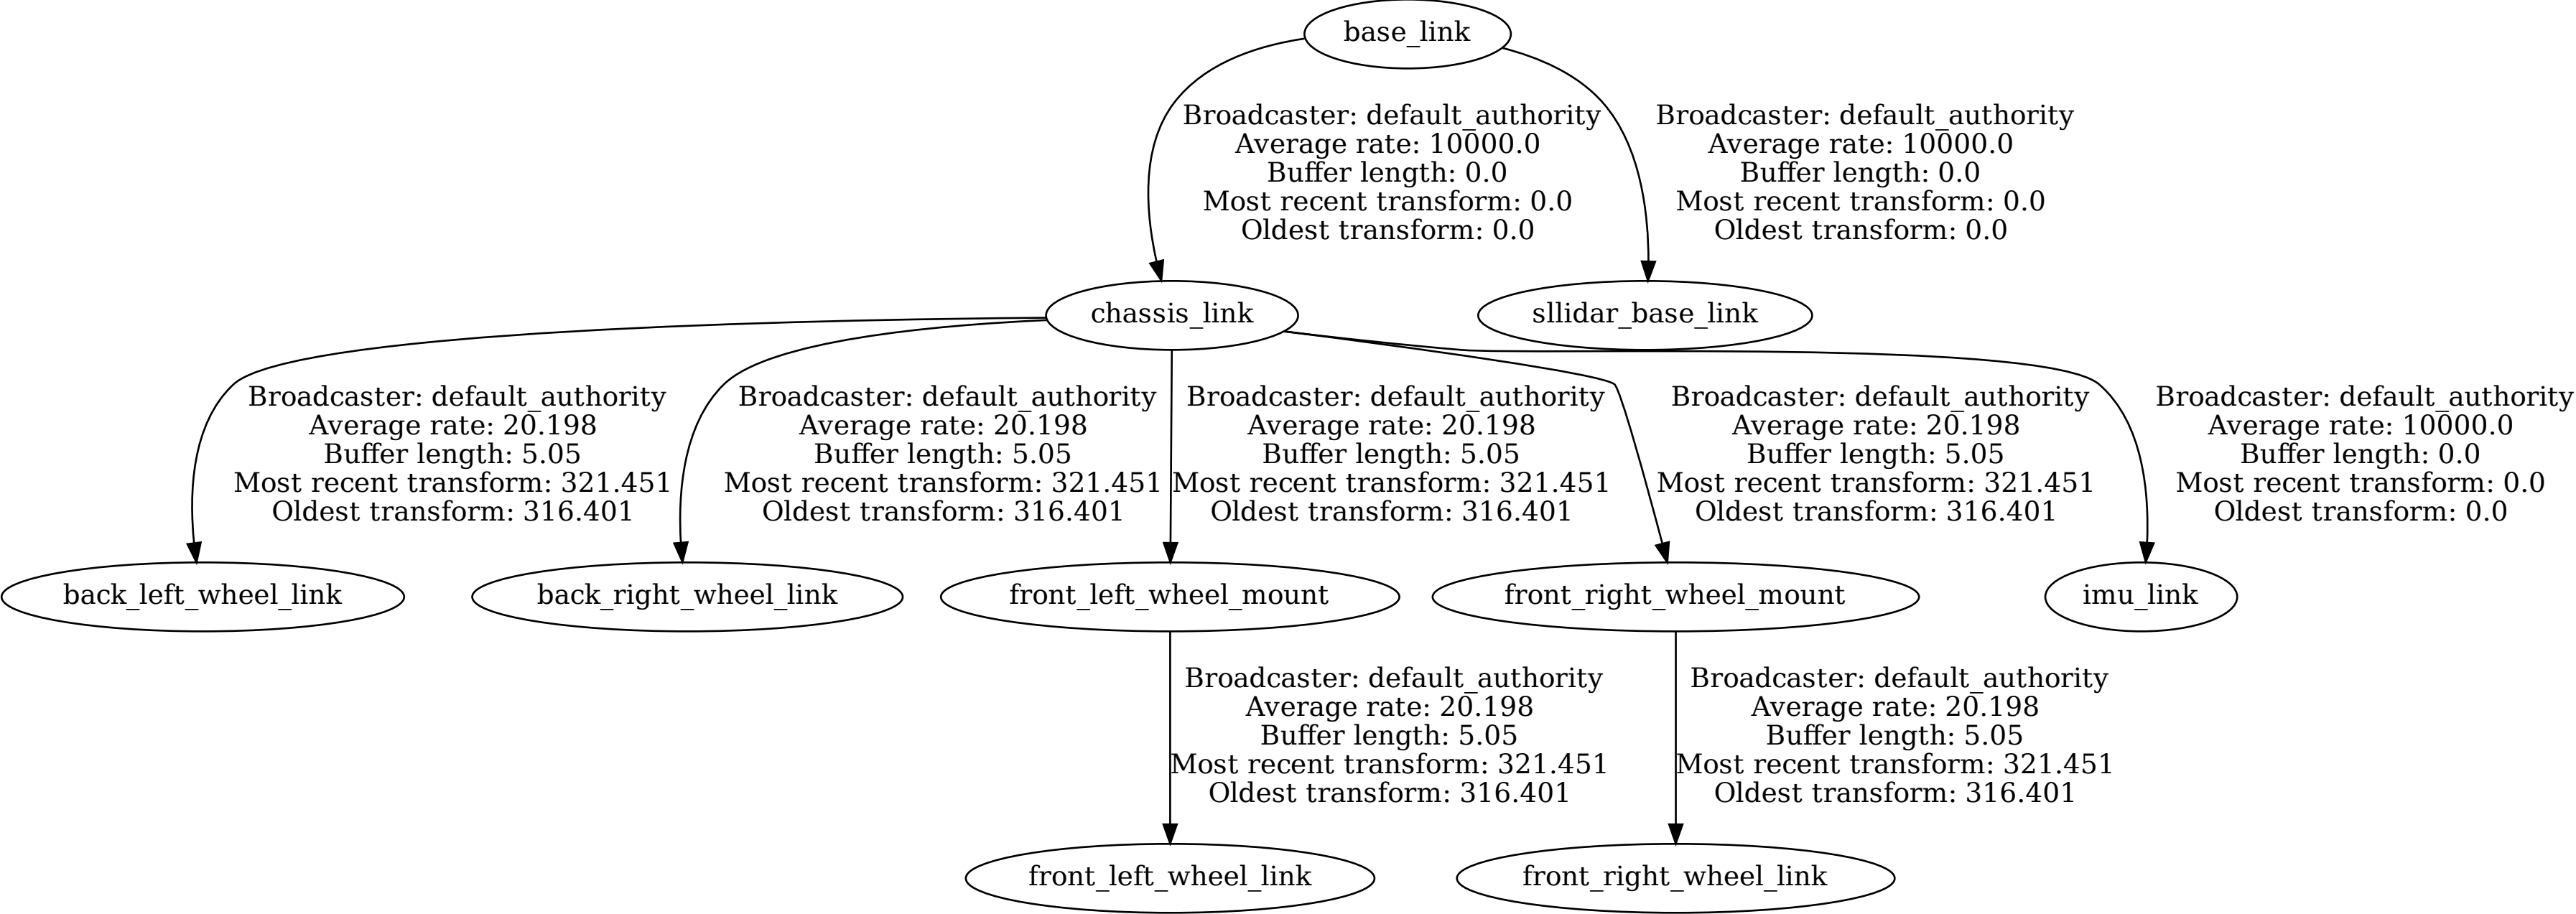 base_link
Broadcaster: default_authority
Average rate: 10000.0
Buffer length: 0.0
Most recent transform: 0.0
Oldest transform: 0.0
Broadcaster: default_authority
Average rate: 10000.0
Buffer length: 0.0
Most recent transform: 0.0
Oldest transform: 0.0
chassis_link
sllidar_base_link
Broadcaster: default_authority
Average rate: 20.198
Buffer length: 5.05
Most recent transform: 321.451
Oldest transform: 316.401
Broadcaster: default_authority
Average rate: 20.198
Buffer length: 5.05
Most recent transform: 321.451
Oldest transform: 316.401
Broadcaster: default_authority
Average rate: 20.198
Buffer length: 5.05
Most recent transform: 321.451
Oldest transform: 316.401
Broadcaster: default_authority
Average rate: 20.198
Buffer length: 5.05
Most recent transform: 321.451
Oldest transform: 316.401
Broadcaster: default_authority
Average rate: 10000.0
Buffer length: 0.0
Most recent transform: 0.0
Oldest transform: 0.0
back_left_wheel_link
back_right_wheel_link
front_left_wheel_mount
front_right_wheel_mount
imu_link
Broadcaster: default_authority
Average rate: 20.198
Buffer length: 5.05
Most recent transform: 321.451
Oldest transform: 316.401
Broadcaster: default_authority
Average rate: 20.198
Buffer length: 5.05
Most recent transform: 321.451
Oldest transform: 316.401
front_left_wheel_link
front_right_wheel_link